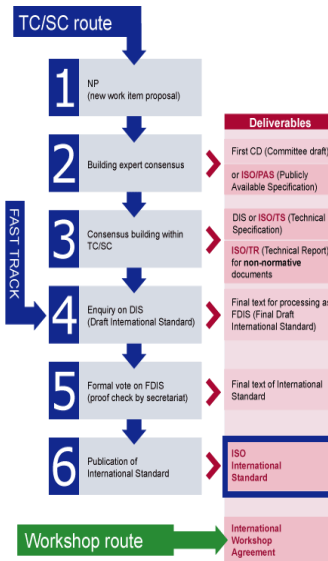 TC/SC route
1
NP
(new work item proposal)
Deliverables
2
Building expert consensus
First CD (Committee draft)
or ISO/PAS (Publicly
Available Specification)
FAST TRACK
3
Consensus building within
TC/SC
DIS or ISO/TS (Technical
Specification)
ISO/TR (Technical Report)
for non-normative
documents
4
Enquiry on DIS
(Draft International Standard)
Final text for processing as
FDIS (Final Draft
International Standard)
5
Formal vote on FDIS
(proof check by secretariat)
Final text of International
Standard
6
Publication of
International Standard
ISO
International
Standard
Workshop route
International
Workshop
Agreement